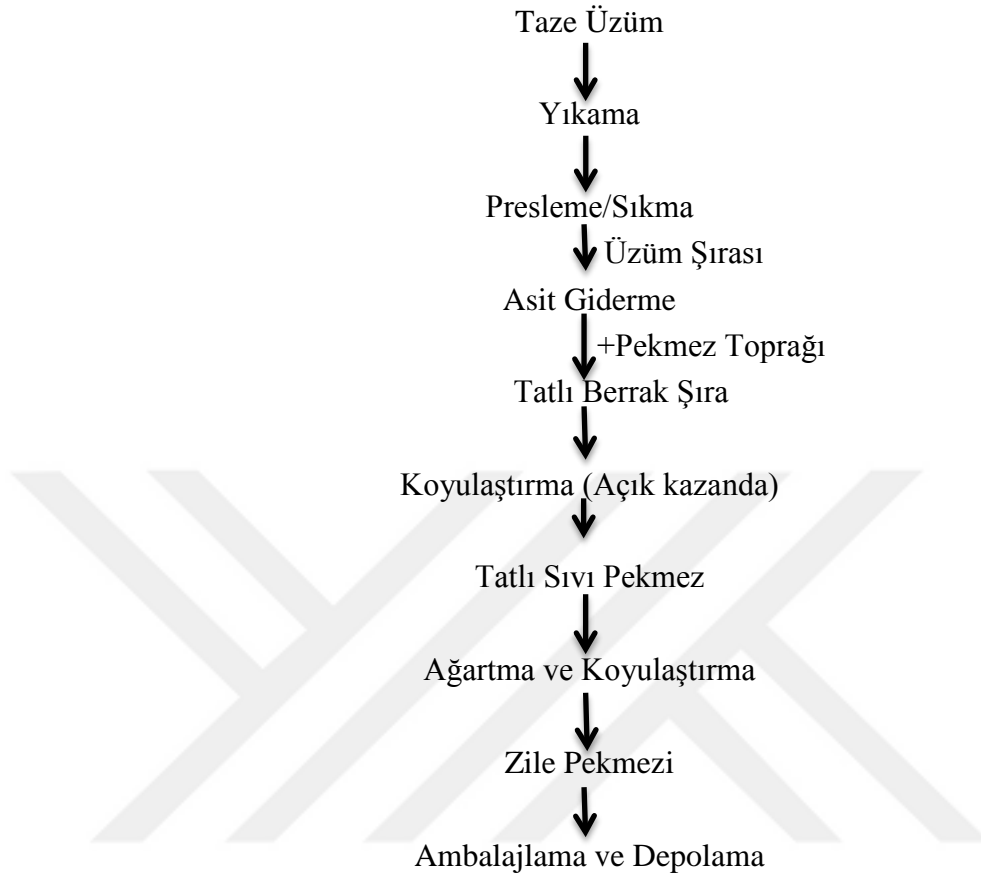 Taze Üzüm
Yıkama
Presleme/Sıkma
Üzüm Şırası
Asit Giderme
+Pekmez Toprağı
Tatlı Berrak Şıra
Koyulaştırma (Açık kazanda)
Tatlı Sıvı Pekmez
Ağartma ve Koyulaştırma
Zile Pekmezi
Ambalajlama ve Depolama